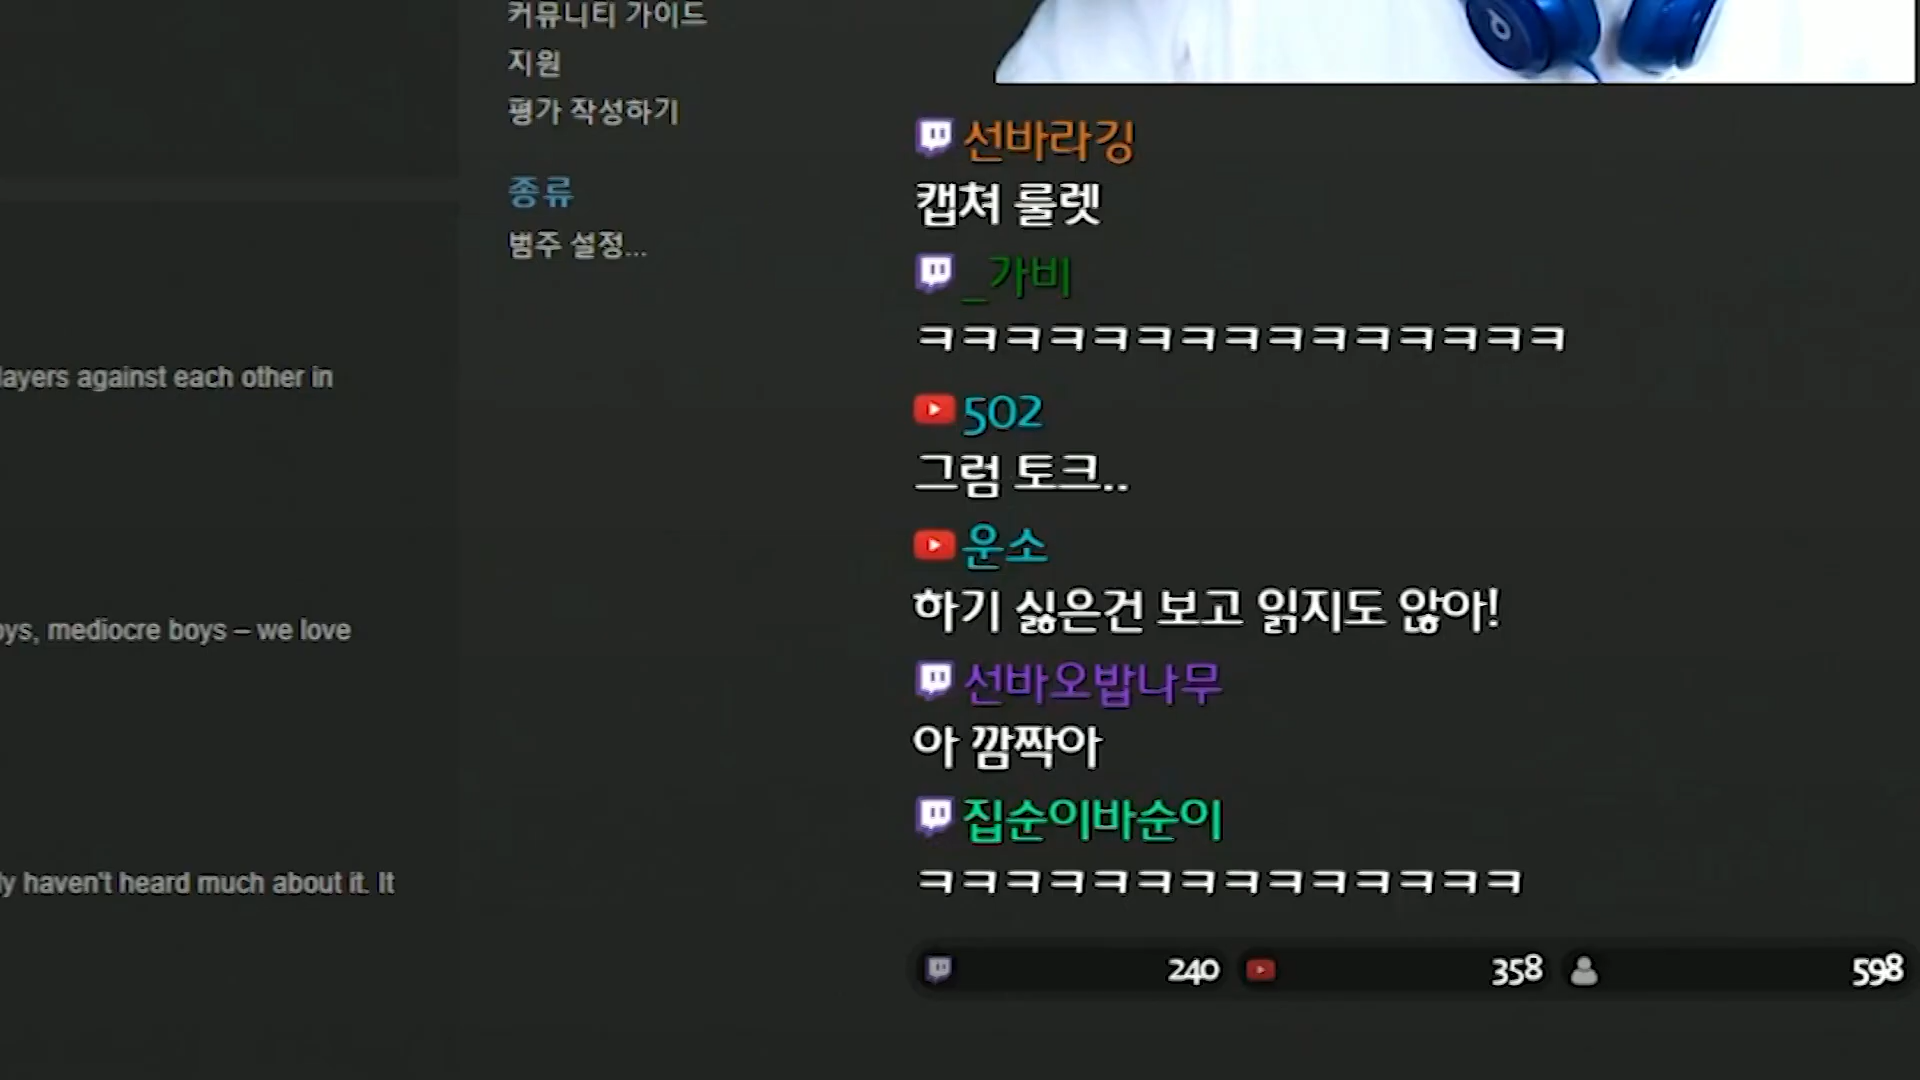 커뮤니티 가이드
지원
평가 작성하기
종류
범주 설정...
layers against each other in
oys, mediocre boys – we love
ly haven't heard much about it. It
선바라깅
캡쳐 룰렛
_가비
ㅋㅋㅋㅋㅋㅋㅋㅋㅋㅋㅋㅋㅋㅋㅋ
502
그럼 토크..
운소
하기 싫은건 보고 읽지도 않아!
선바오밥나무
아 깜짝아
집순이바순이
ㅋㅋㅋㅋㅋㅋㅋㅋㅋㅋㅋㅋㅋㅋ
240 358 598